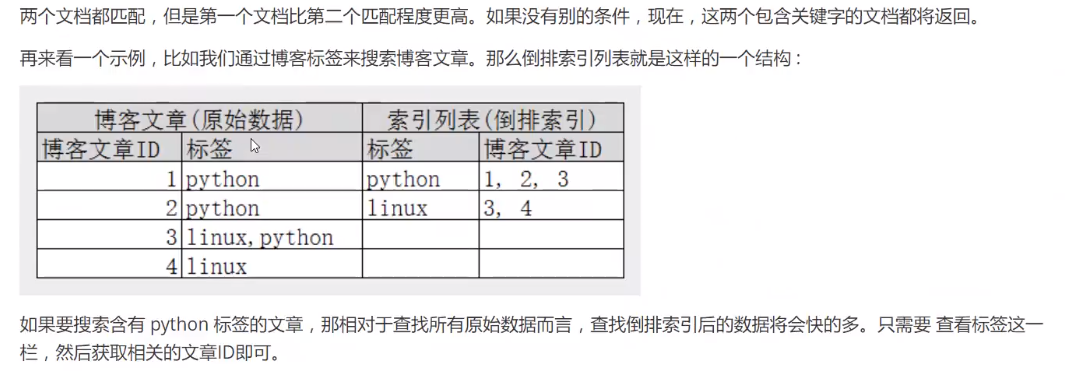 两个文档都匹配，但是第一个文档比第二个匹配程度更高。如果没有别的条件，现在，这两个包含关键字的文档都将返回。
再来看一个示例，比如我们通过博客标签来搜索博客文章。那么倒排索引列表就是这样的一个结构：
博客文章(原始数据) 索引列表(倒排索引)
博客文章ID 标签 标签 博客文章ID
1 python python 1, 2, 3
2 python linux 3, 4
3 linux,python
4 linux
如果要搜索含有 python 标签的文章，那相对于查找所有原始数据而言，查找倒排索引后的数据将会快的多。只需要 查看标签这一
栏，然后获取相关的文章ID即可。